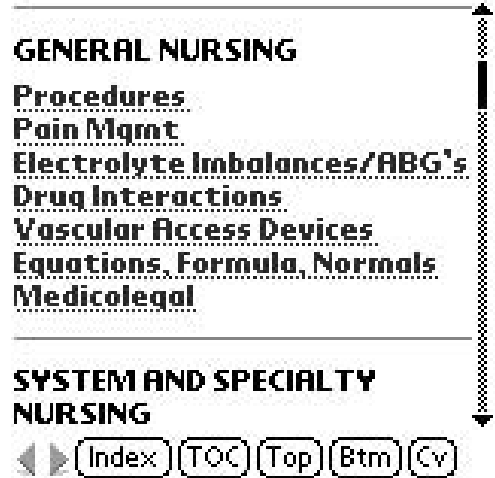 GENERAL NURSING
Procedures
Pain Mgmt
Electrolyte Imbalances/ABG's
Drug Interactions
Vascular Access Devices
Equations, Formula, Normals
Medicolegal
SYSTEM AND SPECIALTY
NURSING
Index TOC Top Btm Cv